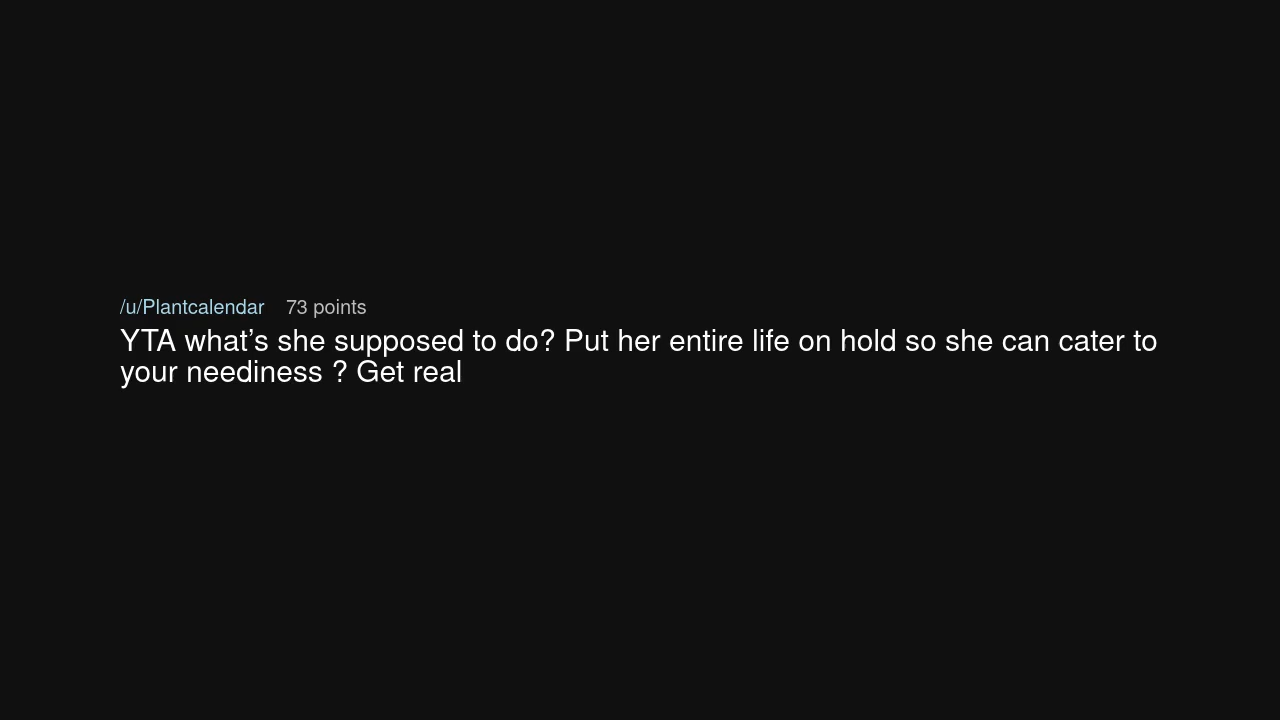 /u/Plantcalendar 73 points
YTA what’s she supposed to do? Put her entire life on hold so she can cater to
your neediness ? Get real